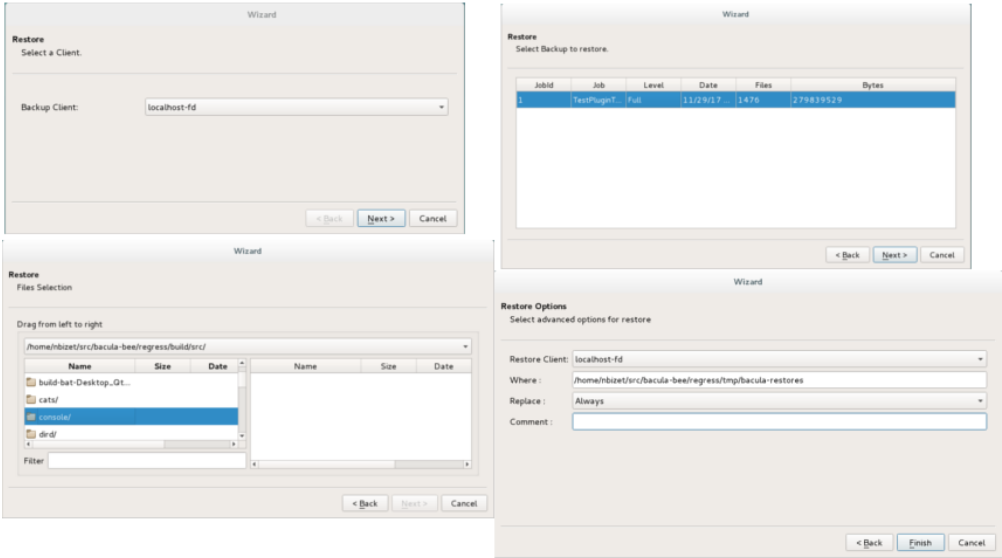 Wizard
Restore
Select a Client.
Backup Client: localhost-fd
< Back Next > Cancel
Wizard
Restore
Select Backup to restore.
JobId Job Level Date Files Bytes
1 TestPluginT... Full 11/29/17 ... 1476 279839529
< Back Next > Cancel
Wizard
Restore
Files Selection
Drag from left to right
/home/nbizet/src/bacula-bee/regress/build/src/
Name Size Date Name Size Date
build-bat-Desktop_Qt...
cats/
console/
dird/
Filter
< Back Next > Cancel
Wizard
Restore Options
Select advanced options for restore
Restore Client: localhost-fd
Where : /home/nbizet/src/bacula-bee/regress/tmp/bacula-restores
Replace : Always
Comment :
< Back Finish Cancel